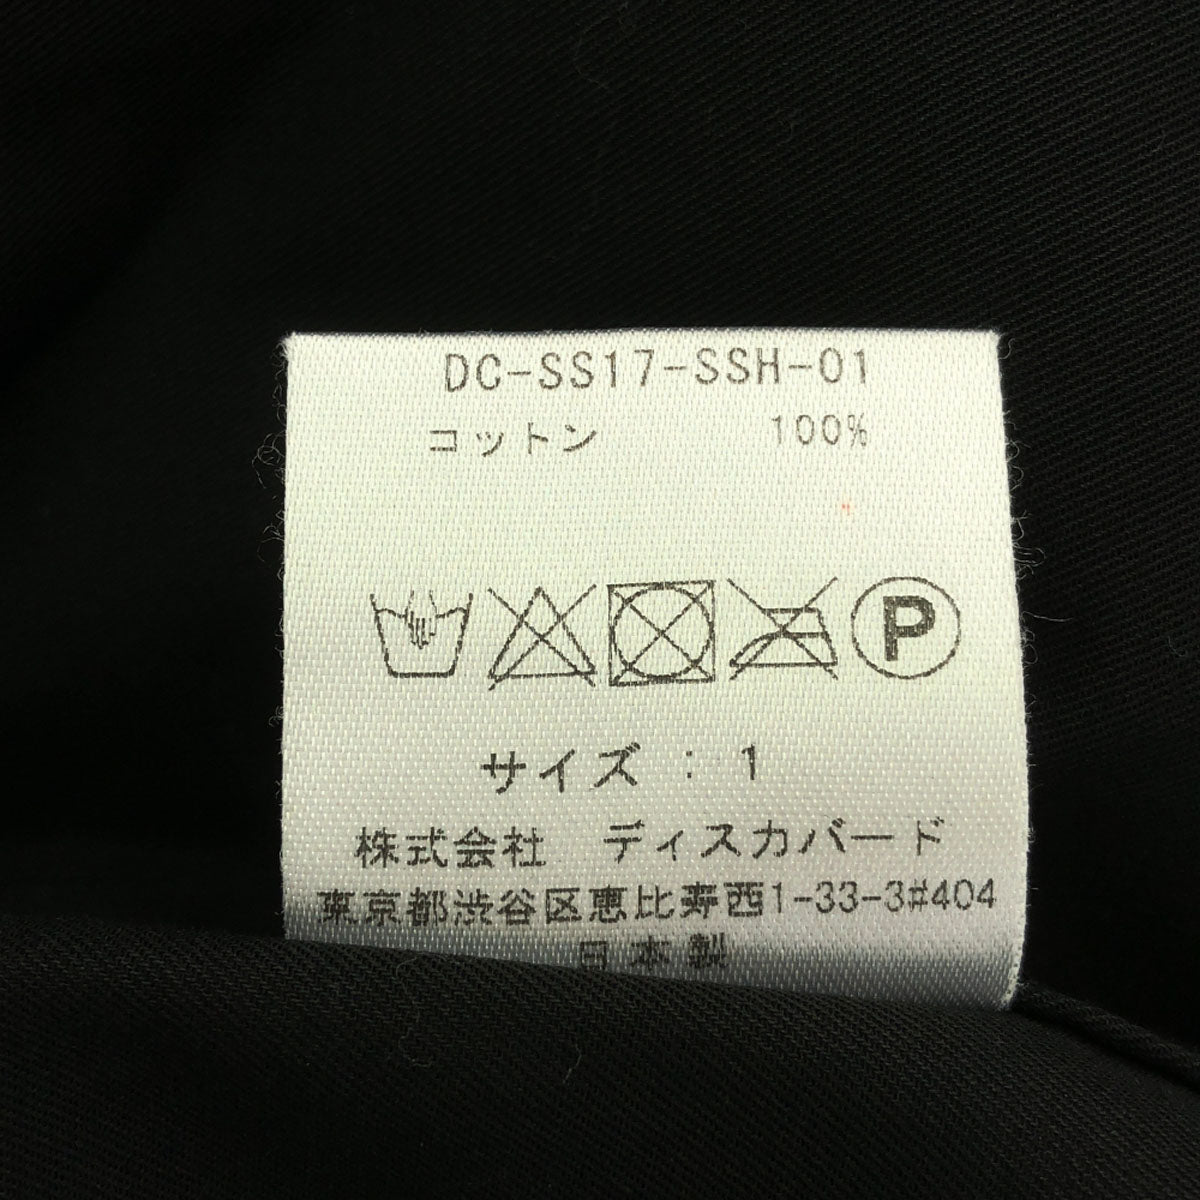 DC-SS17-SSH-01
コットン 100%
P
サイズ : 1
株式会社 ディスカバード
東京都渋谷区恵比寿西1-33-3#404
日本製